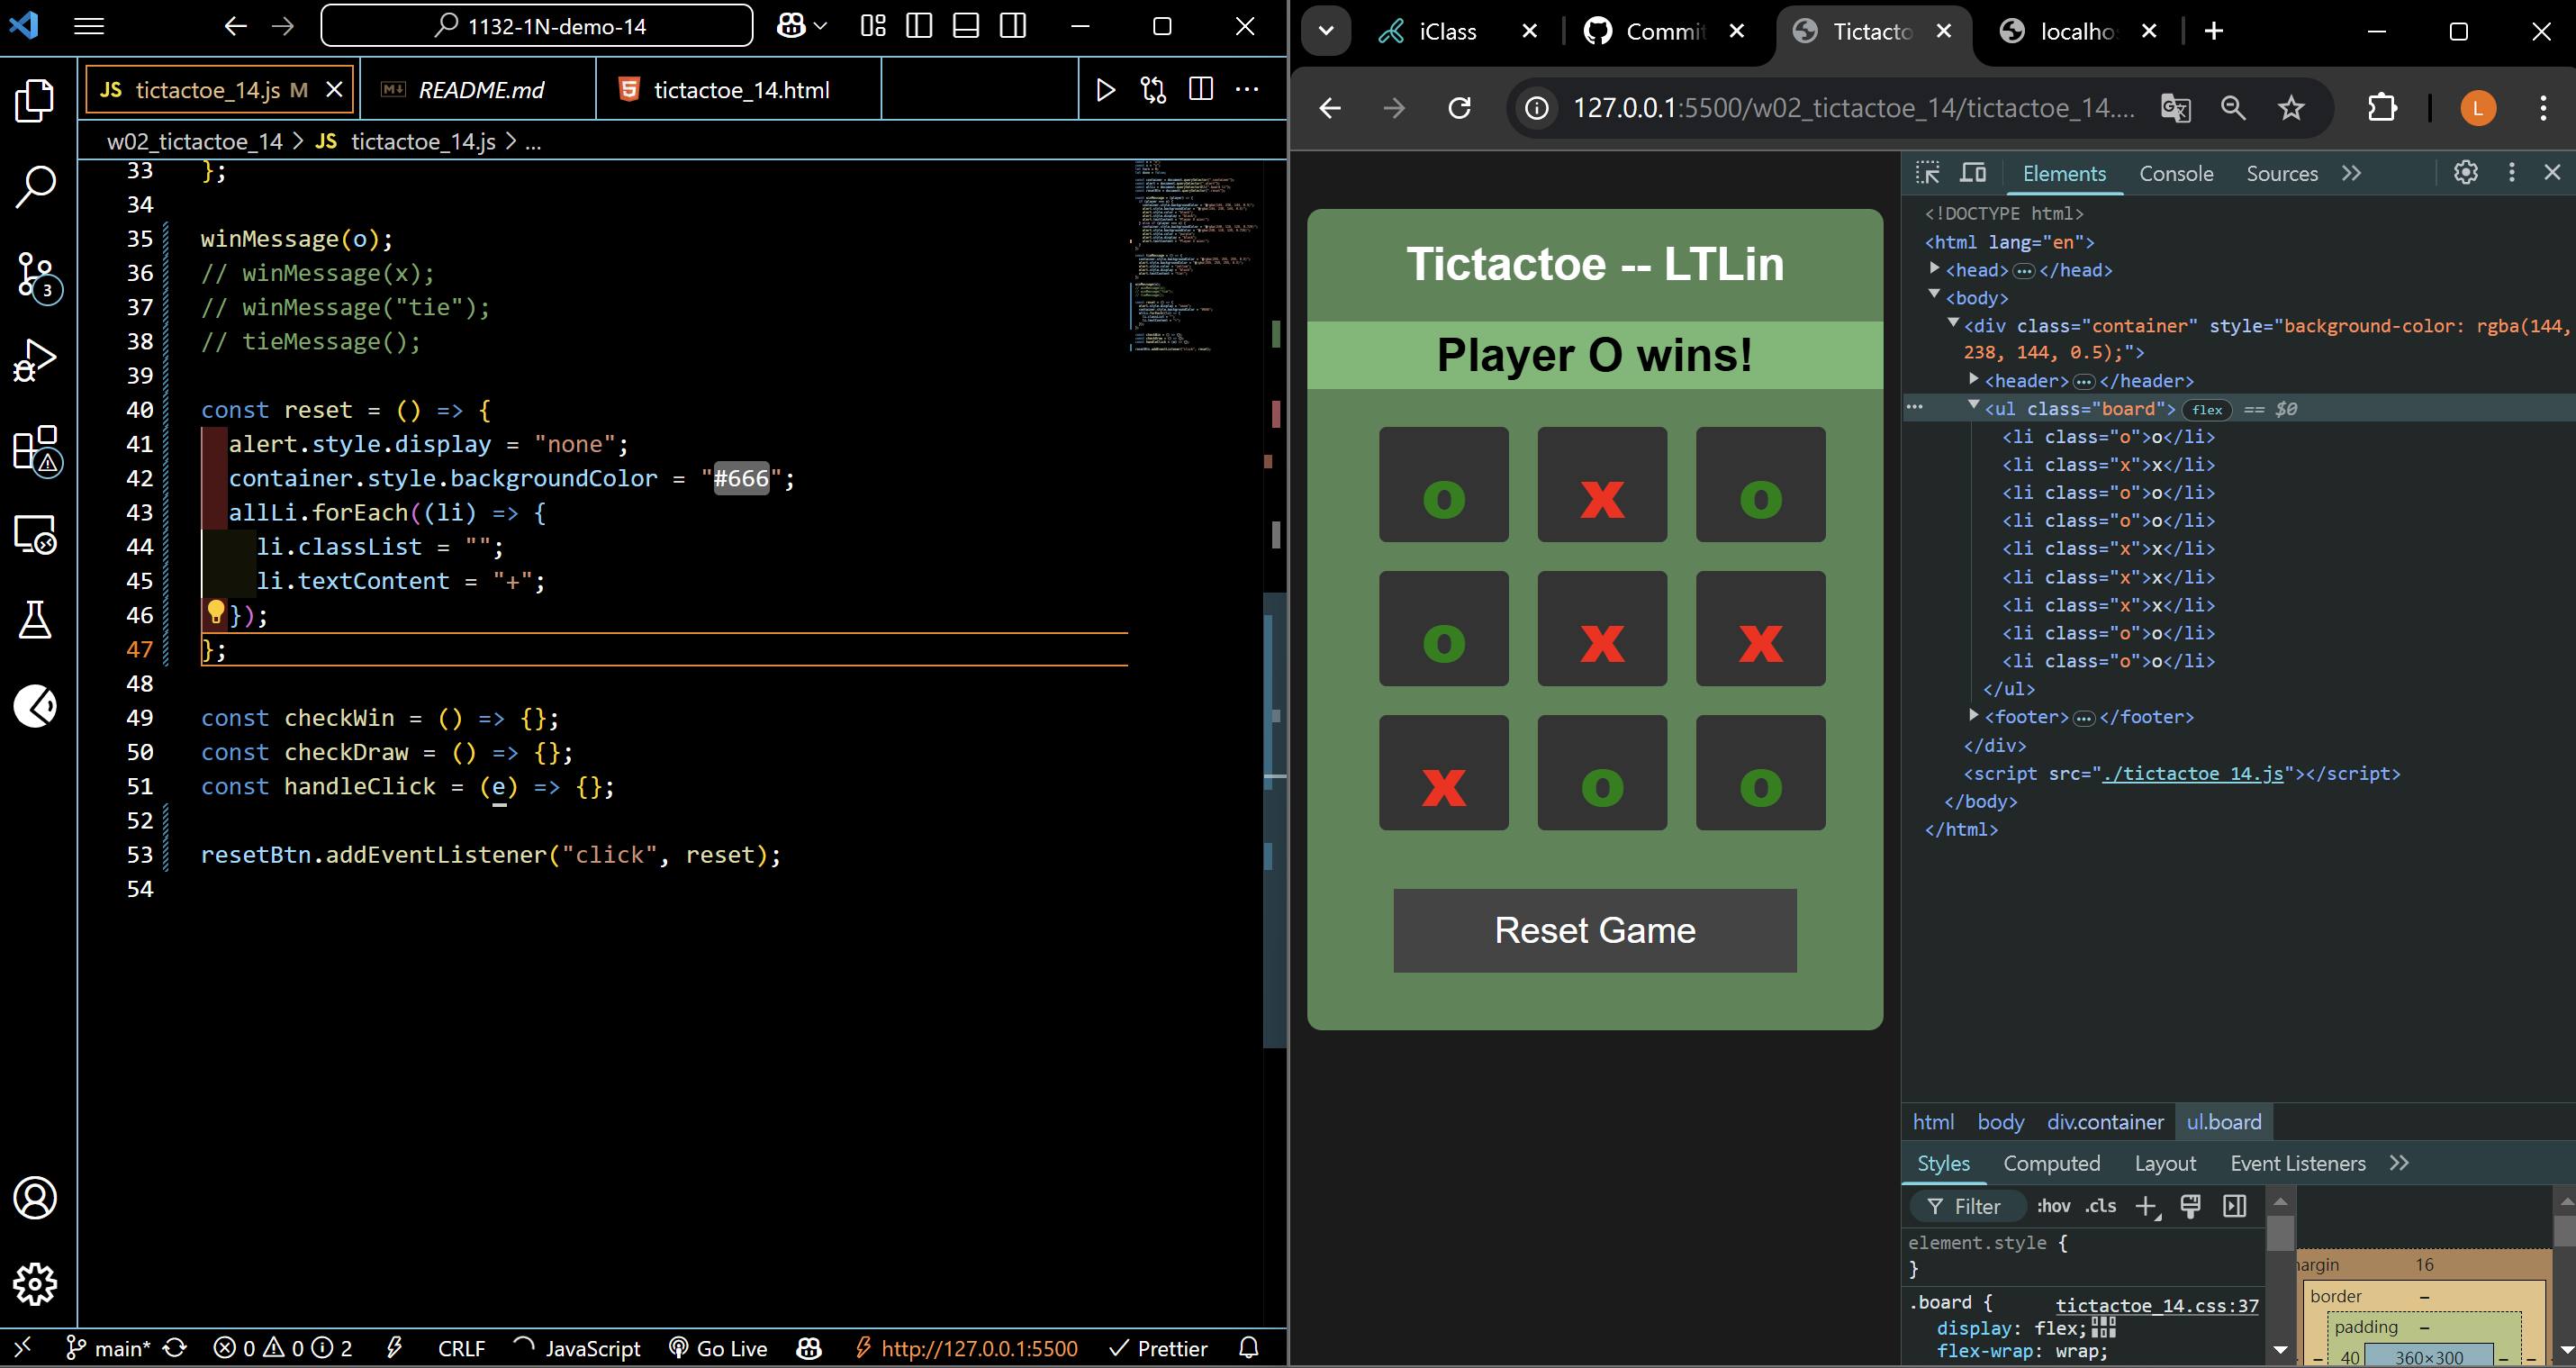 1132-1N-demo-14
JS tictactoe_14.js M
README.md
tictactoe_14.html
w02_tictactoe_14 > JS tictactoe_14.js > ...
33 };
34
35 winMessage(o);
36 // winMessage(x);
37 // winMessage("tie");
38 // tieMessage();
39
40 const reset = () => {
41 alert.style.display = "none";
42 container.style.backgroundColor = "#666";
43 allLi.forEach((li) => {
44 li.classList = "";
45 li.textContent = "+";
46 });
47 };
48
49 const checkWin = () => {};
50 const checkDraw = () => {};
51 const handleClick = (e) => {};
52
53 resetBtn.addEventListener("click", reset);
54
3
main* 0 0 2 CRLF JavaScript Go Live http://127.0.0.1:5500 Prettier
iClass
Commit
Tictacto
localho
127.0.0.1:5500/w02_tictactoe_14/tictactoe_14....
L
Tictactoe -- LTLin
Player O wins!
o x o
o x x
x o o
Reset Game
Elements Console Sources
<!DOCTYPE html>
<html lang="en">
<head> ... </head>
<body>
<div class="container" style="background-color: rgba(144,
238, 144, 0.5);">
<header> ... </header>
... <ul class="board"> flex == $0
<li class="o">o</li>
<li class="x">x</li>
<li class="o">o</li>
<li class="o">o</li>
<li class="x">x</li>
<li class="x">x</li>
<li class="x">x</li>
<li class="o">o</li>
<li class="o">o</li>
</ul>
<footer> ... </footer>
</div>
<script src="./tictactoe_14.js"></script>
</body>
</html>
html body div.container ul.board
Styles Computed Layout Event Listeners
Filter :hov .cls
element.style {
}
.board { tictactoe_14.css:37
display: flex;
flex-wrap: wrap;
margin 16
border –
padding –
– 40 360×300 – –